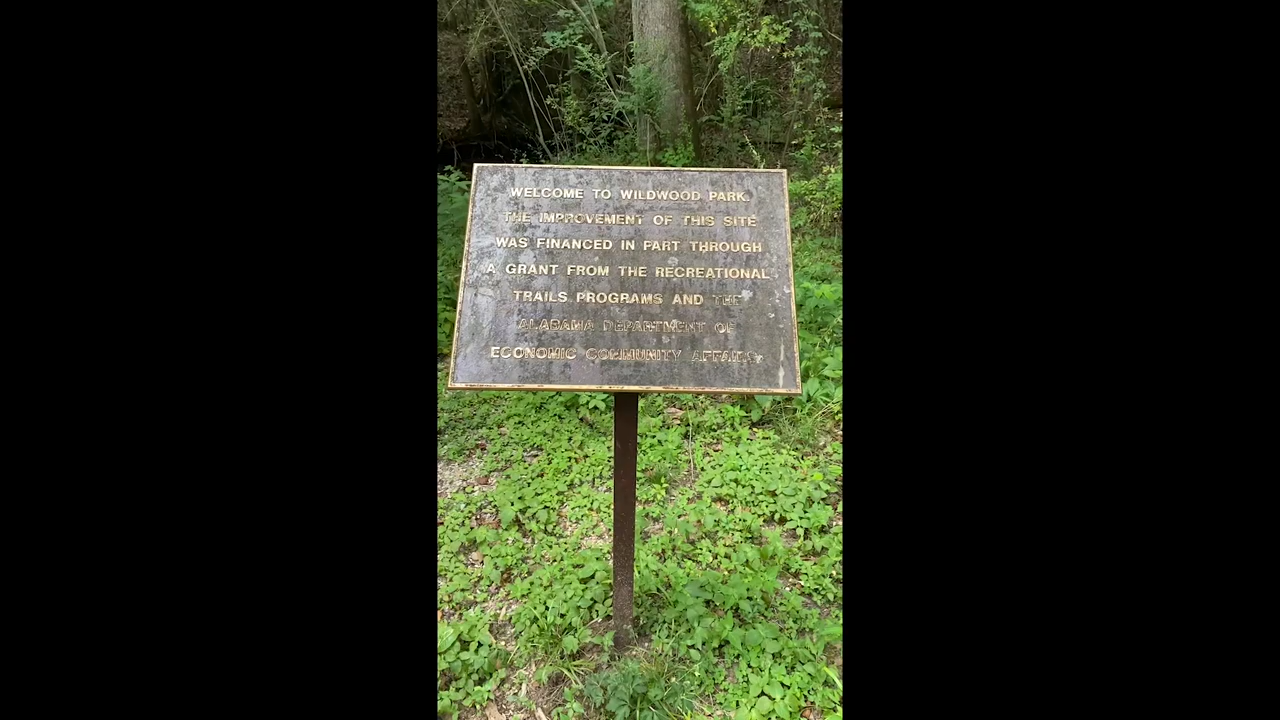 WELCOME TO WILDWOOD PARK.
THE IMPROVEMENT OF THIS SITE
WAS FINANCED IN PART THROUGH
A GRANT FROM THE RECREATIONAL
TRAILS PROGRAMS AND THE
ALABAMA DEPARTMENT OF
ECONOMIC COMMUNITY AFFAIRS.